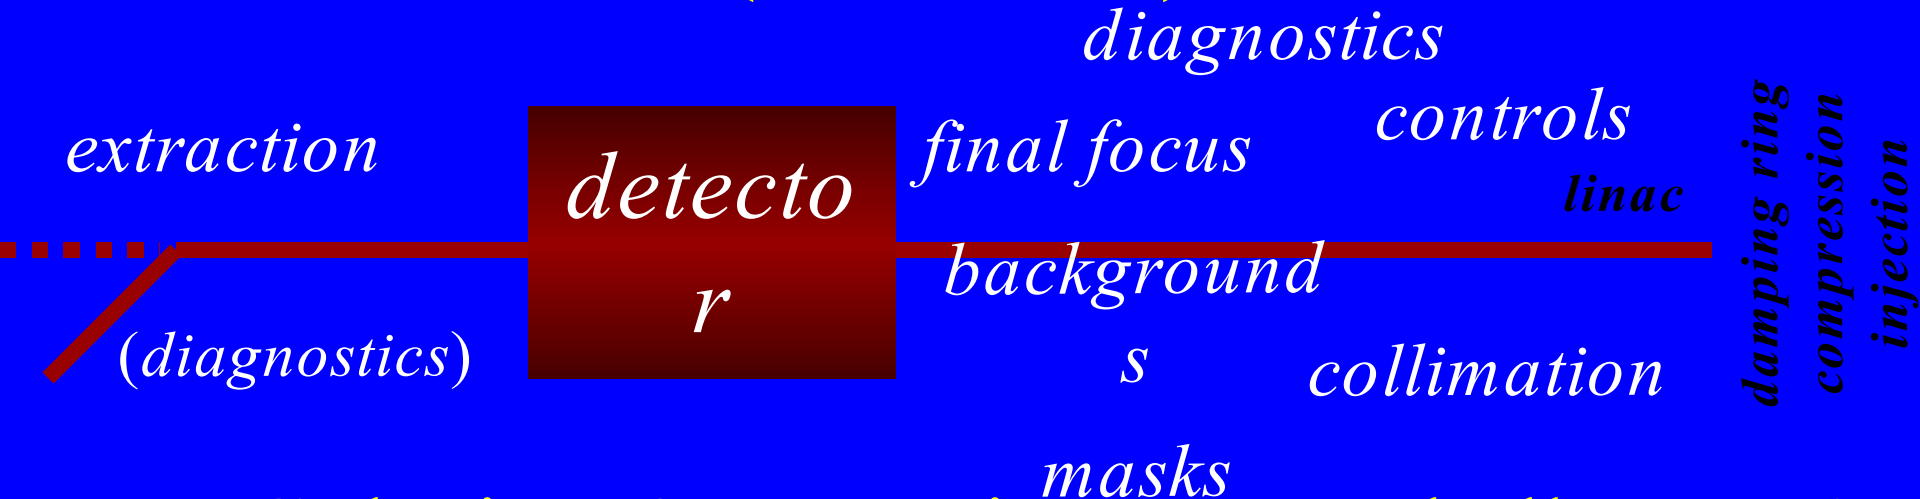 diagnostics
controls
extraction
final focus
detecto
r
linac
background
s
(diagnostics)
collimation
masks
damping ring
compression
injection